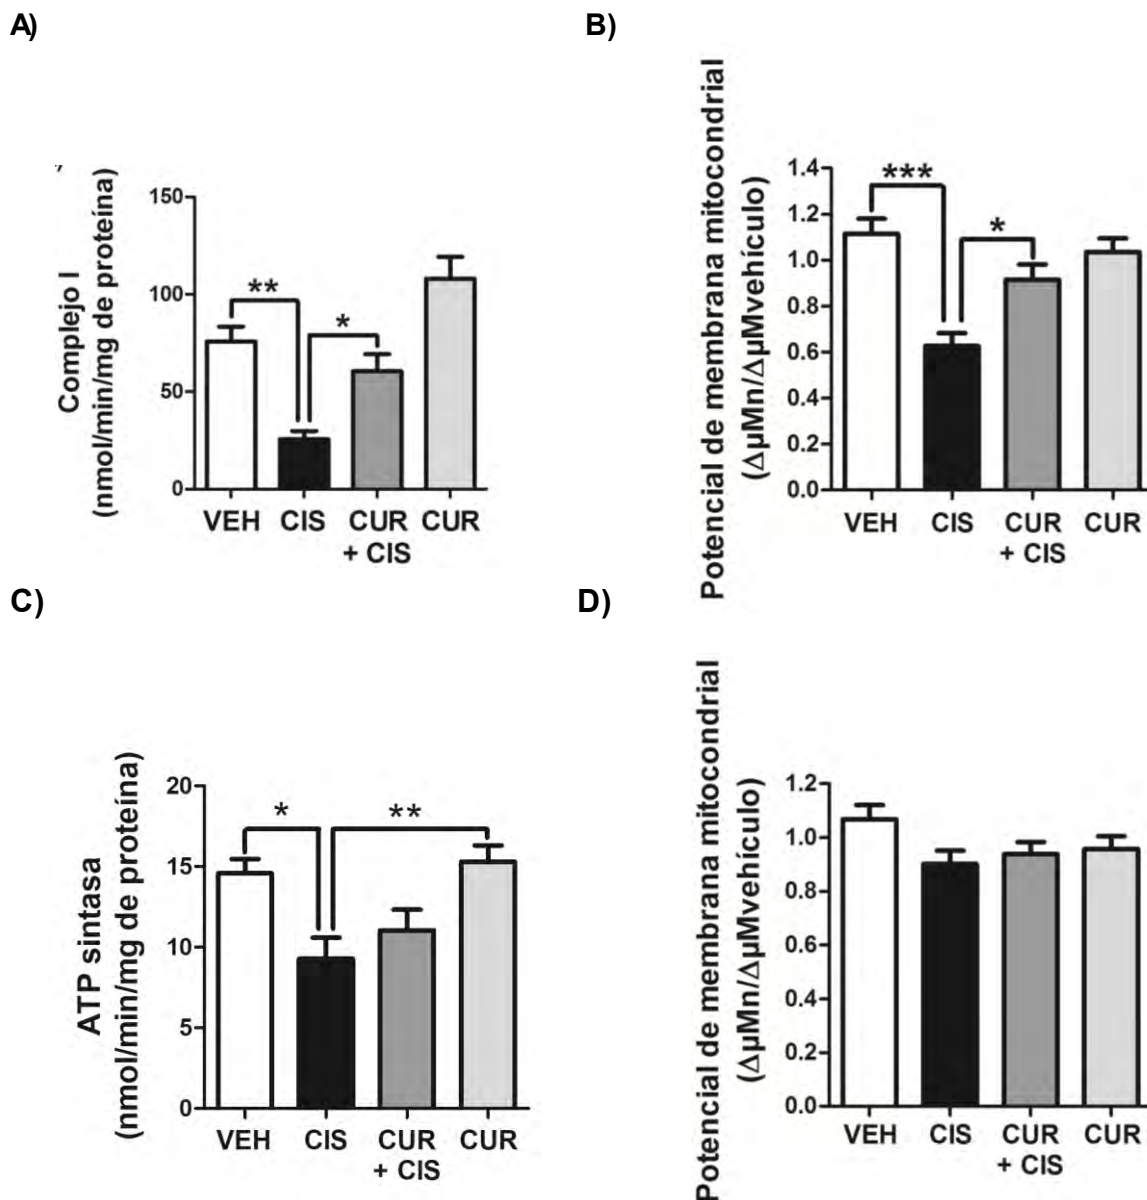 A)
Complejo I
(nmol/min/mg de proteína)
150
100
50
0
**
*
VEH CIS CUR CUR
+ CIS
B)
Potencial de membrana mitocondrial
(ΔµMn/ΔµMvehículo)
1.4
1.2
1.0
0.8
0.6
0.4
0.2
0.0
***
*
VEH CIS CUR CUR
+ CIS
C)
ATP sintasa
(nmol/min/mg de proteína)
20
15
10
5
0
*
**
VEH CIS CUR CUR
+ CIS
D)
Potencial de membrana mitocondrial
(ΔµMn/ΔµMvehículo)
1.2
1.0
0.8
0.6
0.4
0.2
0.0
VEH CIS CUR CUR
+ CIS